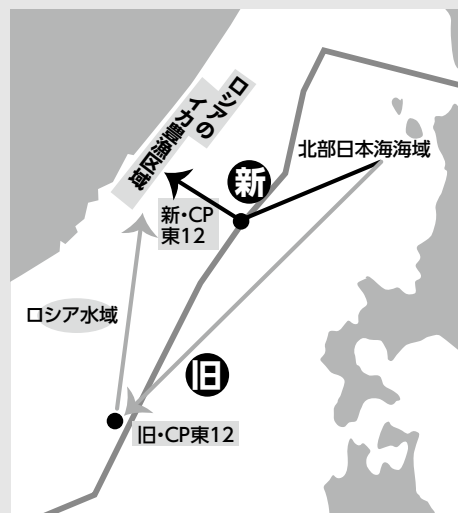 ロシアの
イカ豊漁区域
北部日本海海域
新
新・CP
東12
ロシア水域
旧
旧・CP東12